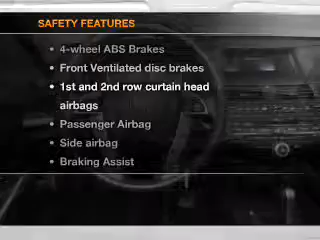 SAFETY FEATURES
• 4-wheel ABS Brakes
• Front Ventilated disc brakes
• 1st and 2nd row curtain head
airbags
• Passenger Airbag
• Side airbag
• Braking Assist